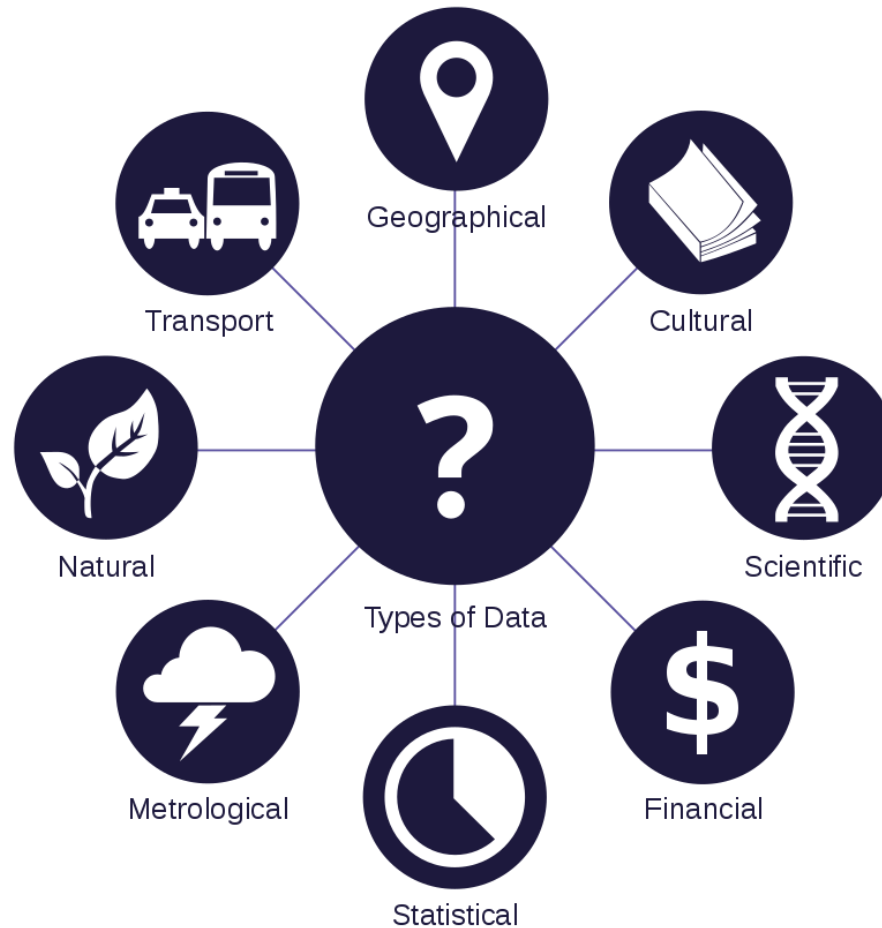 Geographical
Cultural
Transport
?
Scientific
Natural
Types of Data
$
Metrological
Financial
Statistical